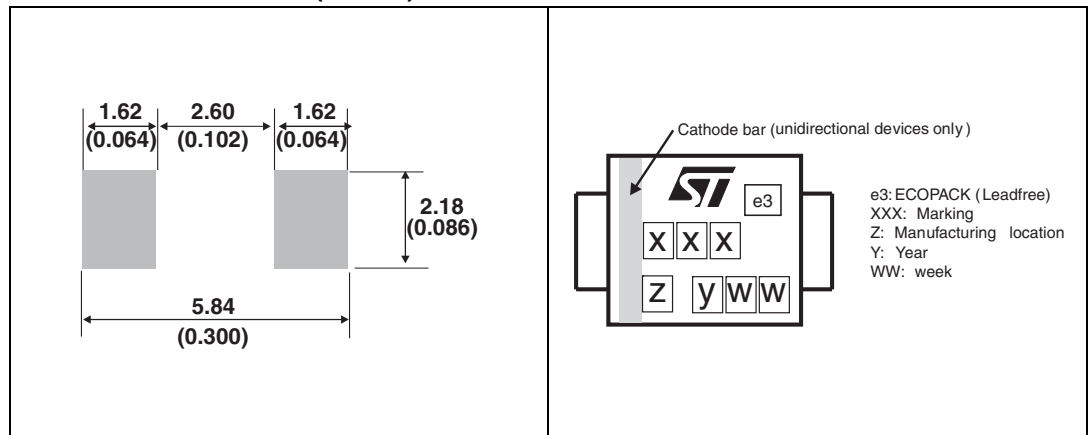 1.62 2.60 1.62
(0.064) (0.102) (0.064)
2.18
(0.086)
5.84
(0.300)
Cathode bar (unidirectional devices only)
ST
e3
x x x
z y w w
e3: ECOPACK (Leadfree)
XXX: Marking
Z: Manufacturing location
Y: Year
WW: week